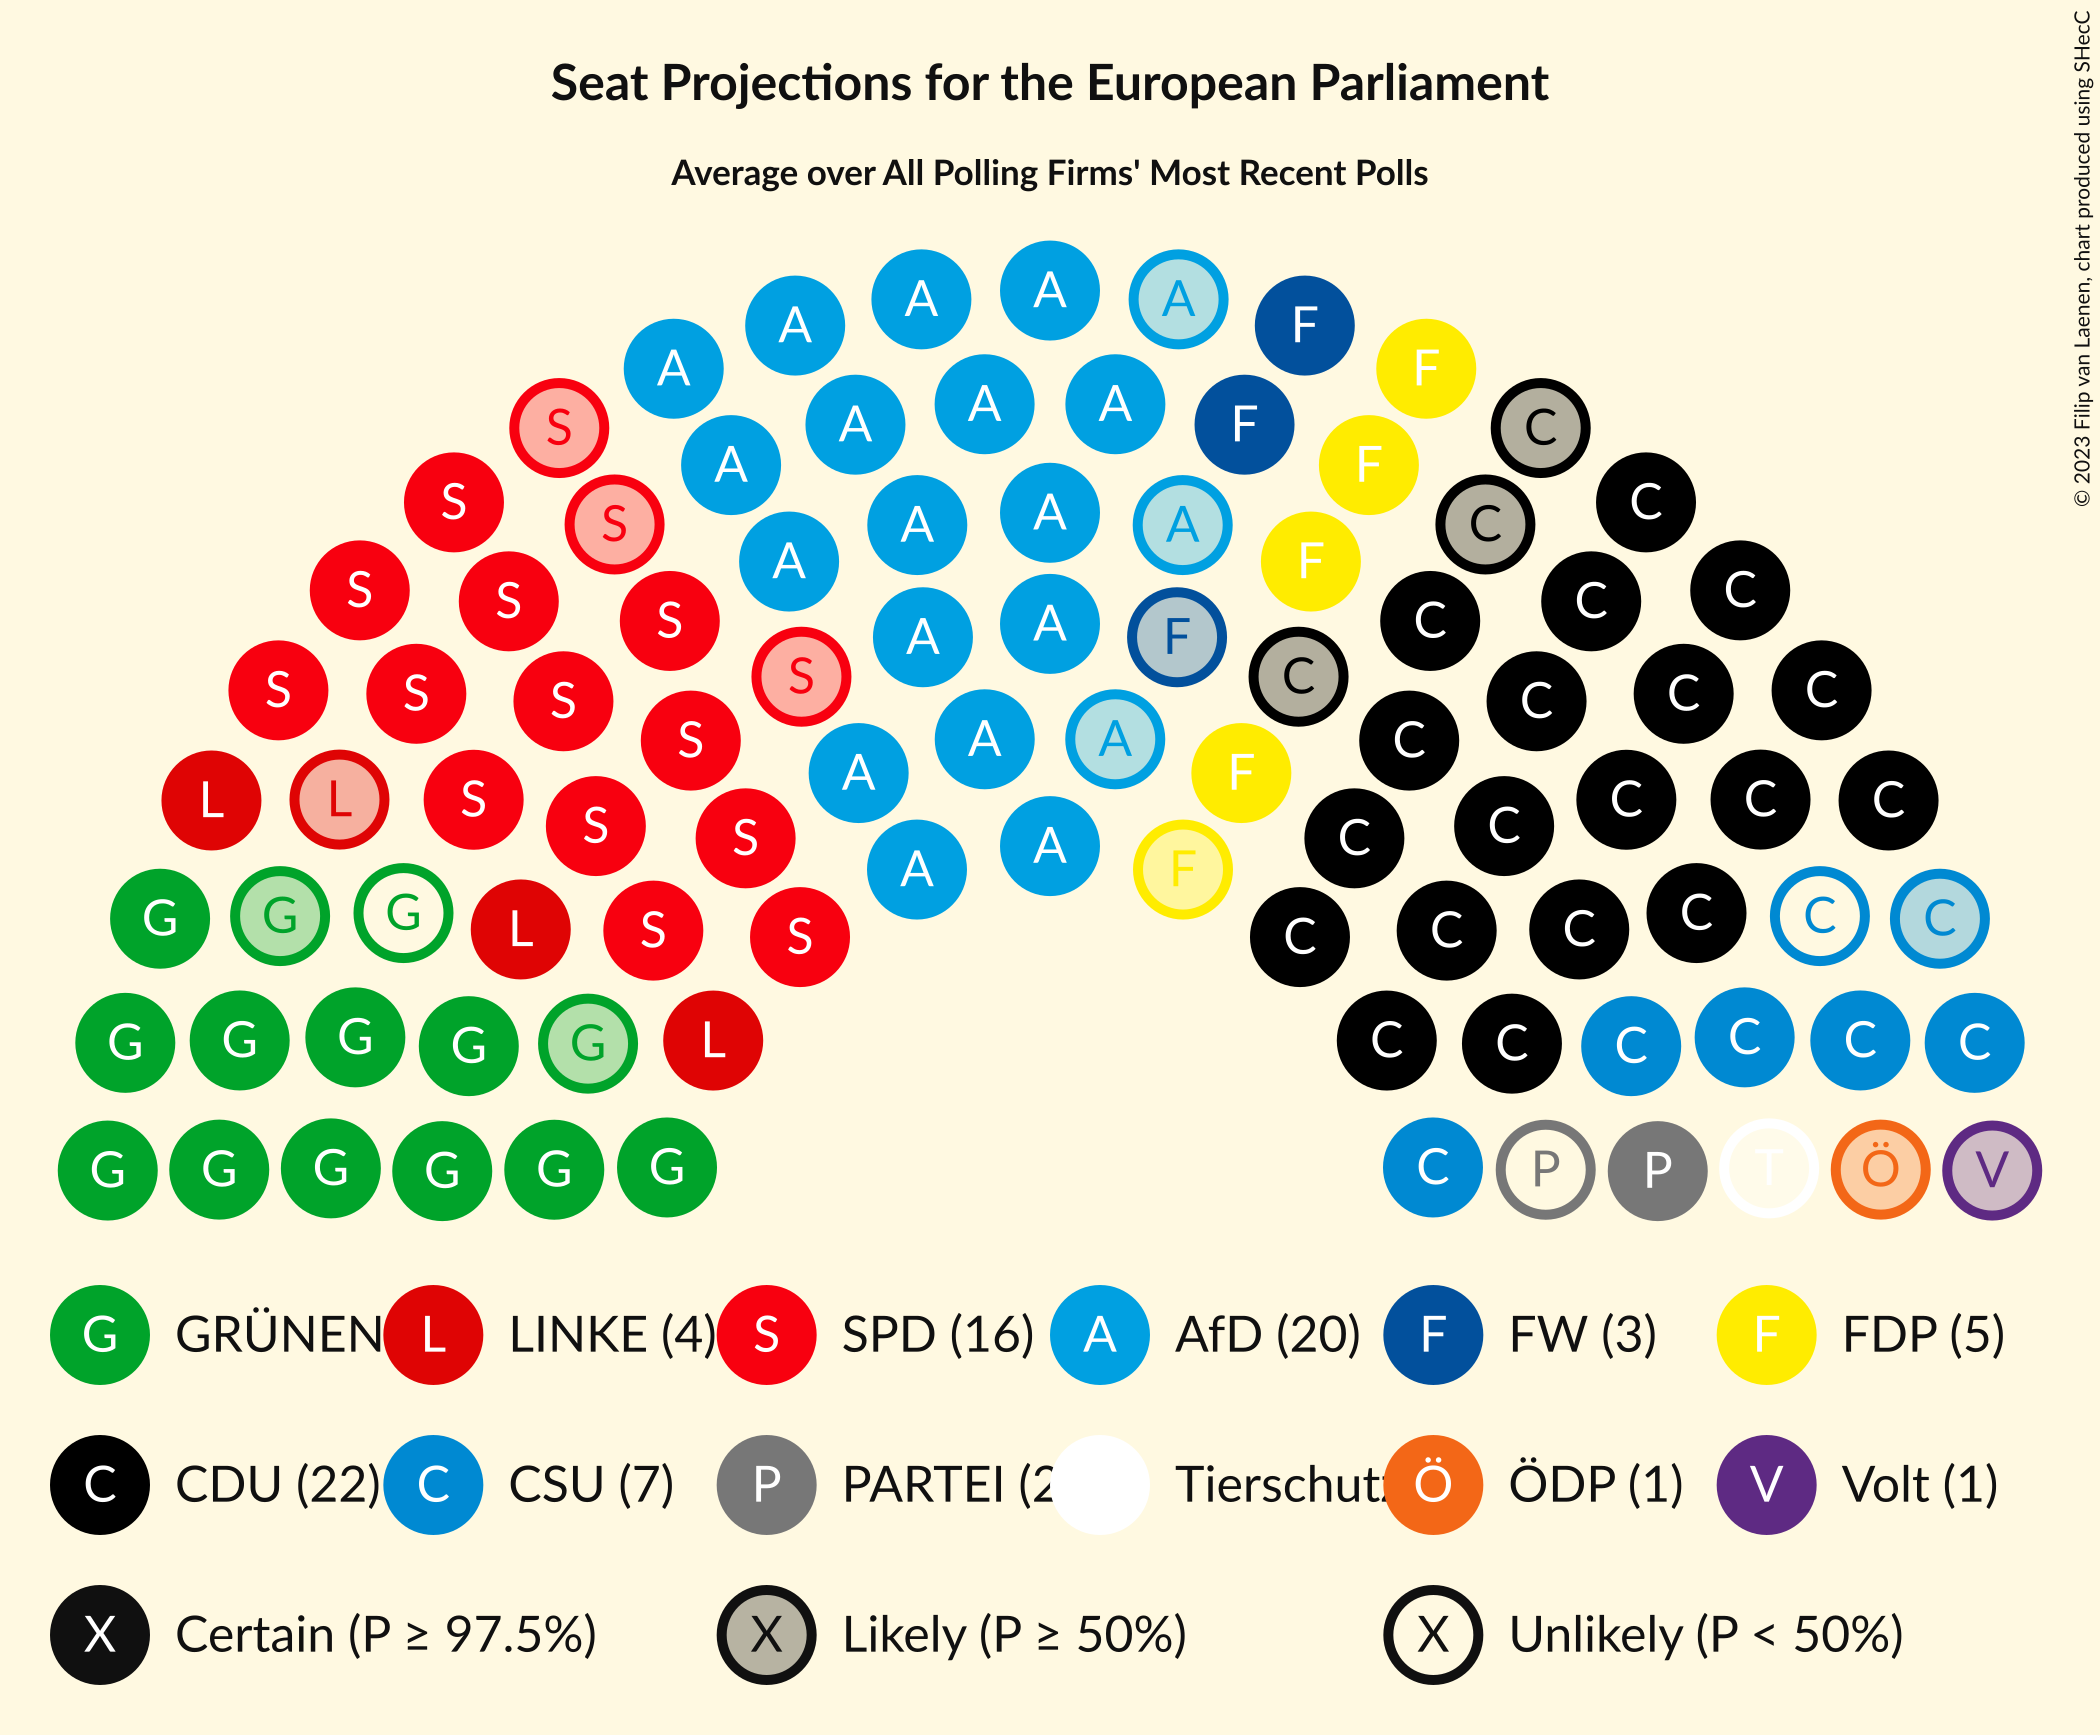 Seat Projections for the European Parliament
Average over All Polling Firms' Most Recent Polls
© 2023 Filip van Laenen, chart produced using SHecC
A A A A A
A F
A F
S A A A A F C
S S A F C
S A A A F C
S S C C
S S A A F C C
S S S S C C C C
S S A A A F C C
L L S S S A A C C C C C
G G G L S S C C C C C C
G G G G G L C C C C C C
G G G G G G C P P T Ö V
G GRÜNEN L LINKE (4) S SPD (16) A AfD (20) F FW (3) F FDP (5)
C CDU (22) C CSU (7) P PARTEI (2 Tierschutz Ö ÖDP (1) V Volt (1)
X Certain (P ≥ 97.5%) X Likely (P ≥ 50%) X Unlikely (P < 50%)